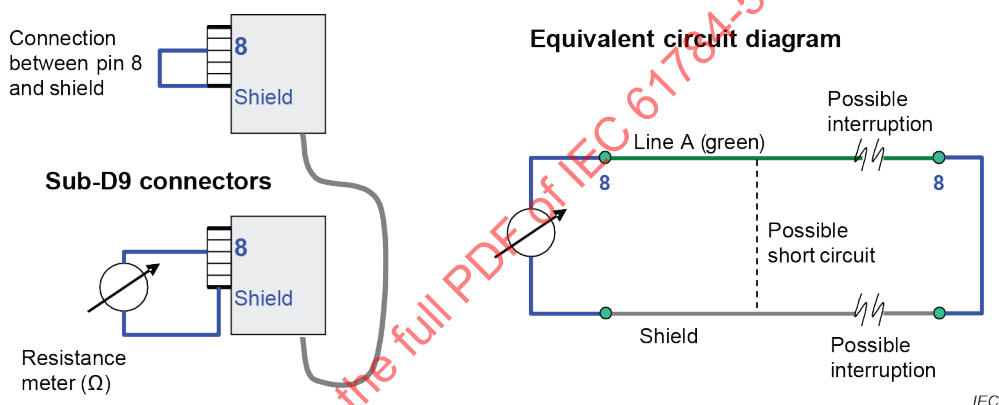 Connection
between pin 8
and shield
8
Shield
Sub-D9 connectors
8
Shield
Resistance
meter (Ω)
Equivalent circuit diagram
Possible
interruption
Line A (green)
8
8
Possible
short circuit
Shield
Possible
interruption
the full PDF of IEC 61784-5
IEC